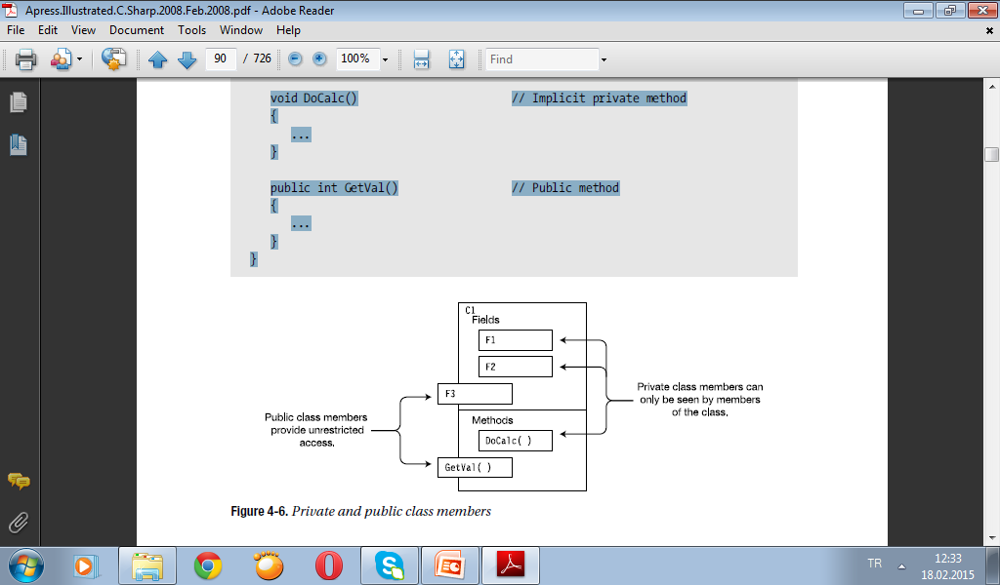 Apress.Illustrated.C.Sharp.2008.Feb.2008.pdf - Adobe Reader
File Edit View Document Tools Window Help
90 / 726 100% Find
void DoCalc() // Implicit private method
{
...
}
public int GetVal() // Public method
{
...
}
}
C1
Fields
F1
F2
F3
Methods
DoCalc( )
GetVal( )
Public class members
provide unrestricted
access.
Private class members can
only be seen by members
of the class.
Figure 4-6. Private and public class members
TR
12:33
18.02.2015